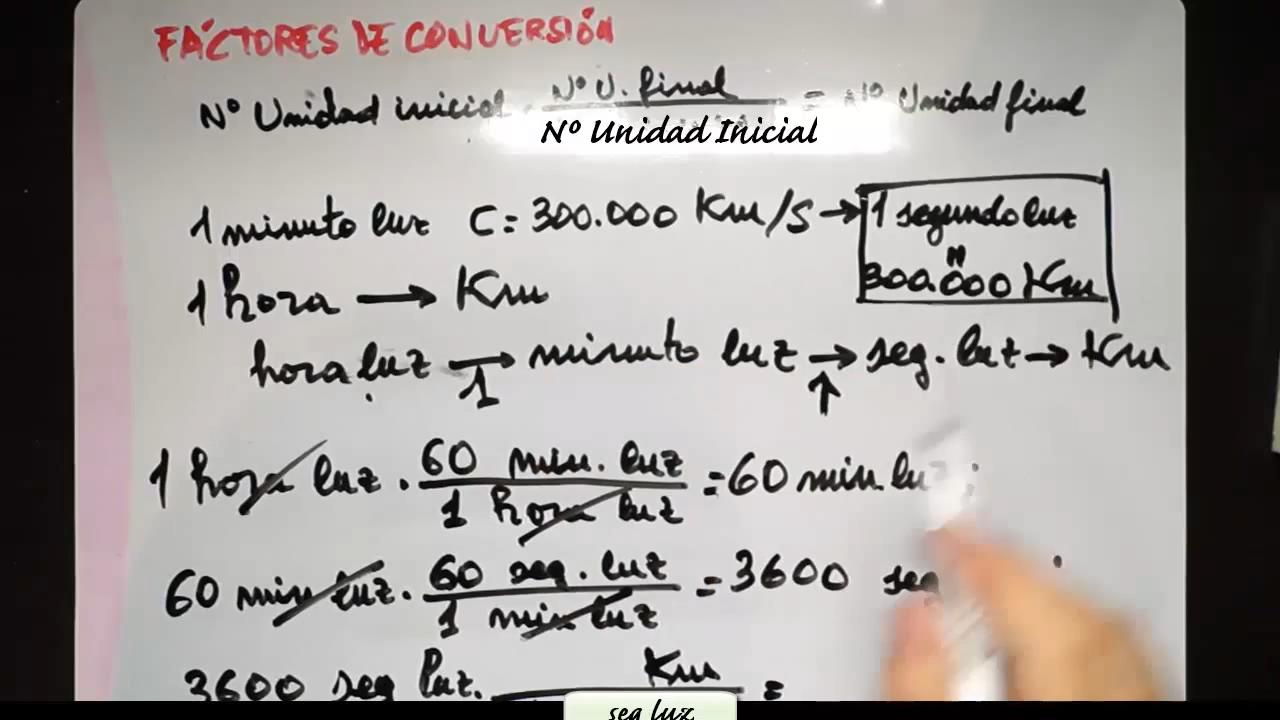 FÁCTORES DE CONVERSIÓN
Nº Unidad inicial . Nº U. final = Nº Unidad final
Nº Unidad Inicial
1 minuto luz C = 300.000 Km/s → 1 segundo luz
"
1 hora → Km 300.000 Km
hora luz → minuto luz → seg. luz → Km
1 ↑
1 hora luz . 60 min. luz = 60 min. luz ;
1 hora luz
60 min luz . 60 seg. luz = 3600 seg
1 min luz
3600 seg luz. Km =
seg luz